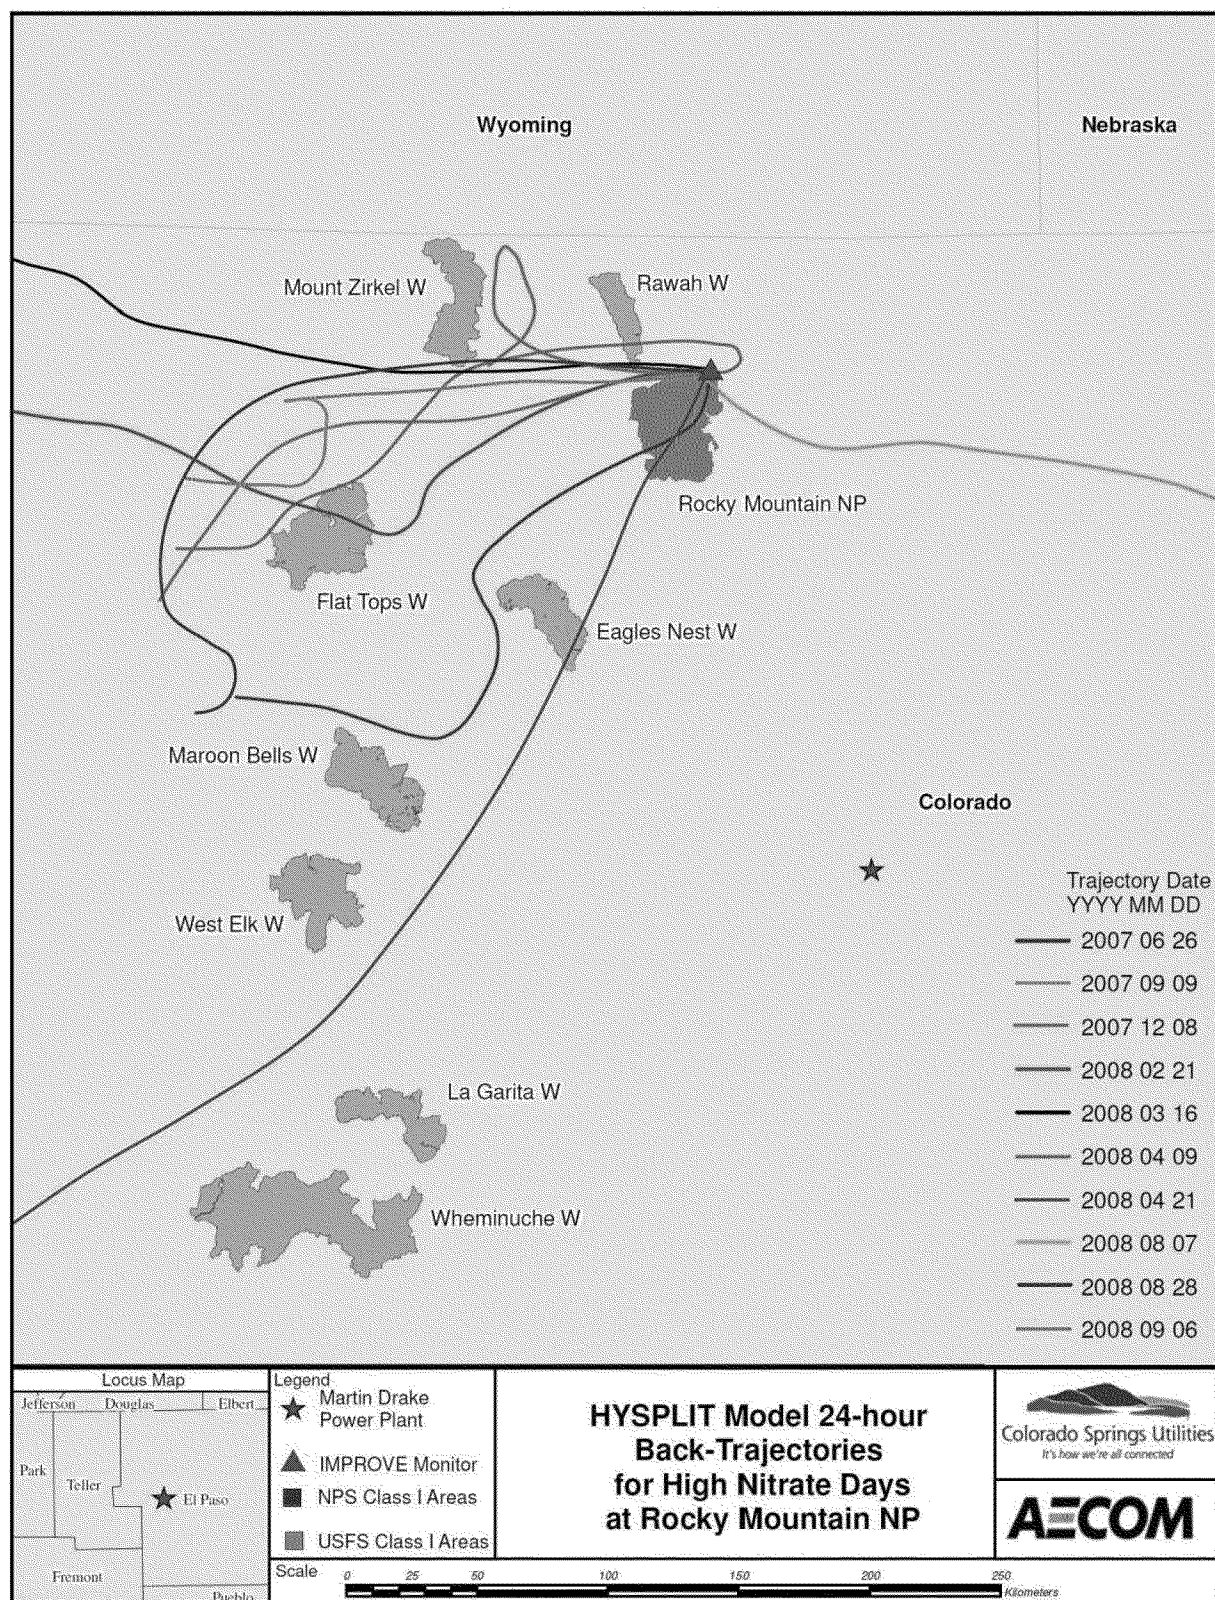 Wyoming
Nebraska
Mount Zirkel W
Rawah W
Rocky Mountain NP
Flat Tops W
Eagles Nest W
Maroon Bells W
Colorado
West Elk W
Trajectory Date
YYYY MM DD
2007 06 26
2007 09 09
2007 12 08
2008 02 21
2008 03 16
2008 04 09
2008 04 21
2008 08 07
2008 08 28
2008 09 06
La Garita W
Wheminuche W
Locus Map
Jefferson Douglas Elbert
Park
Teller
El Paso
Fremont
Pueblo
Legend
Martin Drake
Power Plant
IMPROVE Monitor
NPS Class I Areas
USFS Class I Areas
HYSPLIT Model 24-hour
Back-Trajectories
for High Nitrate Days
at Rocky Mountain NP
Colorado Springs Utilities
It's how we're all connected
AECOM
Scale
0 25 50 100 150 200 250
Kilometers